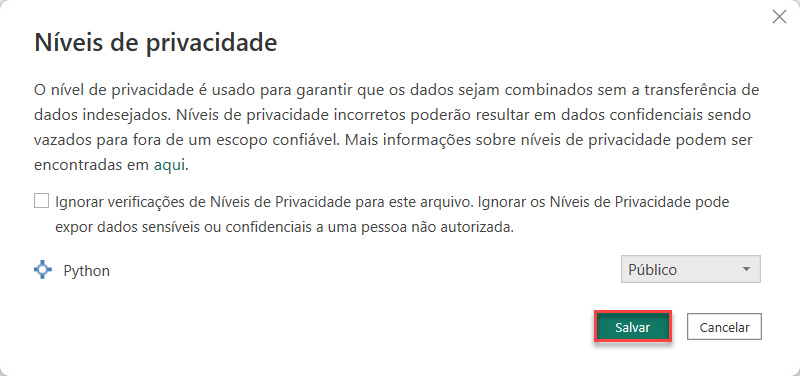 Níveis de privacidade
O nível de privacidade é usado para garantir que os dados sejam combinados sem a transferência de
dados indesejados. Níveis de privacidade incorretos poderão resultar em dados confidenciais sendo
vazados para fora de um escopo confiável. Mais informações sobre níveis de privacidade podem ser
encontradas em aqui.
Ignorar verificações de Níveis de Privacidade para este arquivo. Ignorar os Níveis de Privacidade pode
expor dados sensíveis ou confidenciais a uma pessoa não autorizada.
Python
Público
Salvar
Cancelar